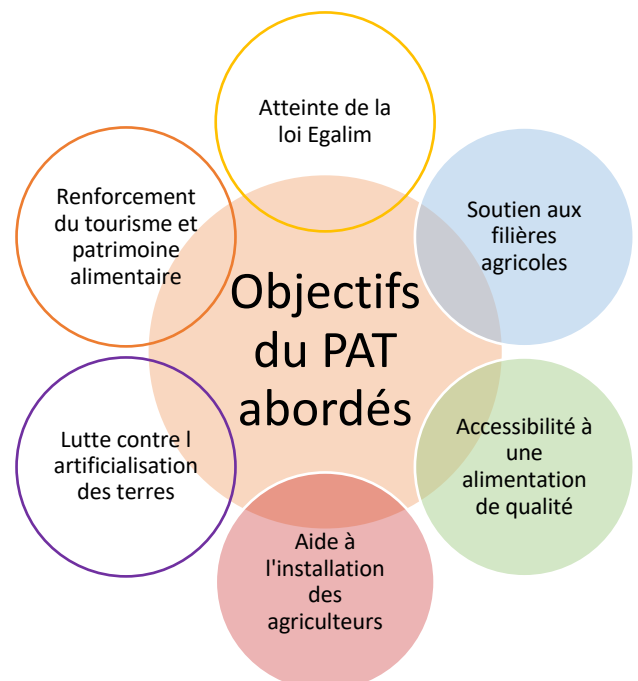 Objectifs
du PAT
abordés
Atteinte de la
loi Egalim
Soutien aux
filières
agricoles
Accessibilité à
une
alimentation
de qualité
Aide à
l'installation
des
agriculteurs
Lutte contre l
artificialisation
des terres
Renforcement
du tourisme et
patrimoine
alimentaire